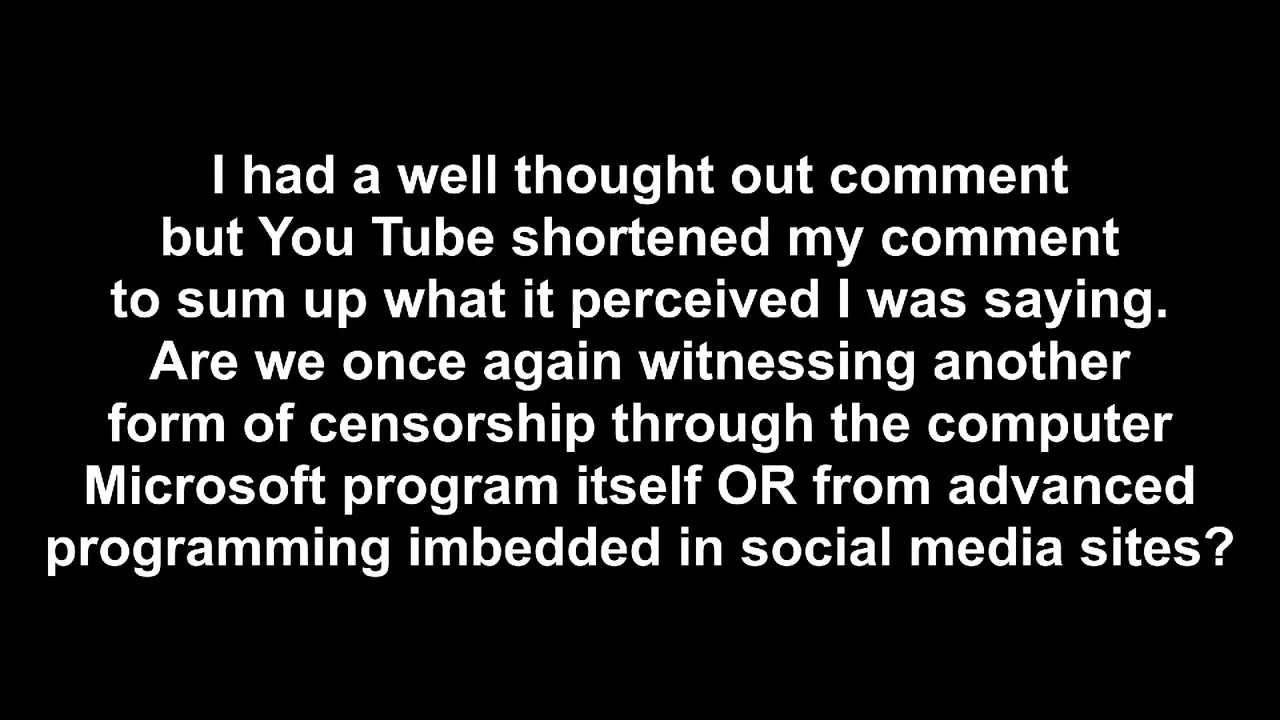 I had a well thought out comment
but You Tube shortened my comment
to sum up what it perceived I was saying.
Are we once again witnessing another
form of censorship through the computer
Microsoft program itself OR from advanced
programming imbedded in social media sites?